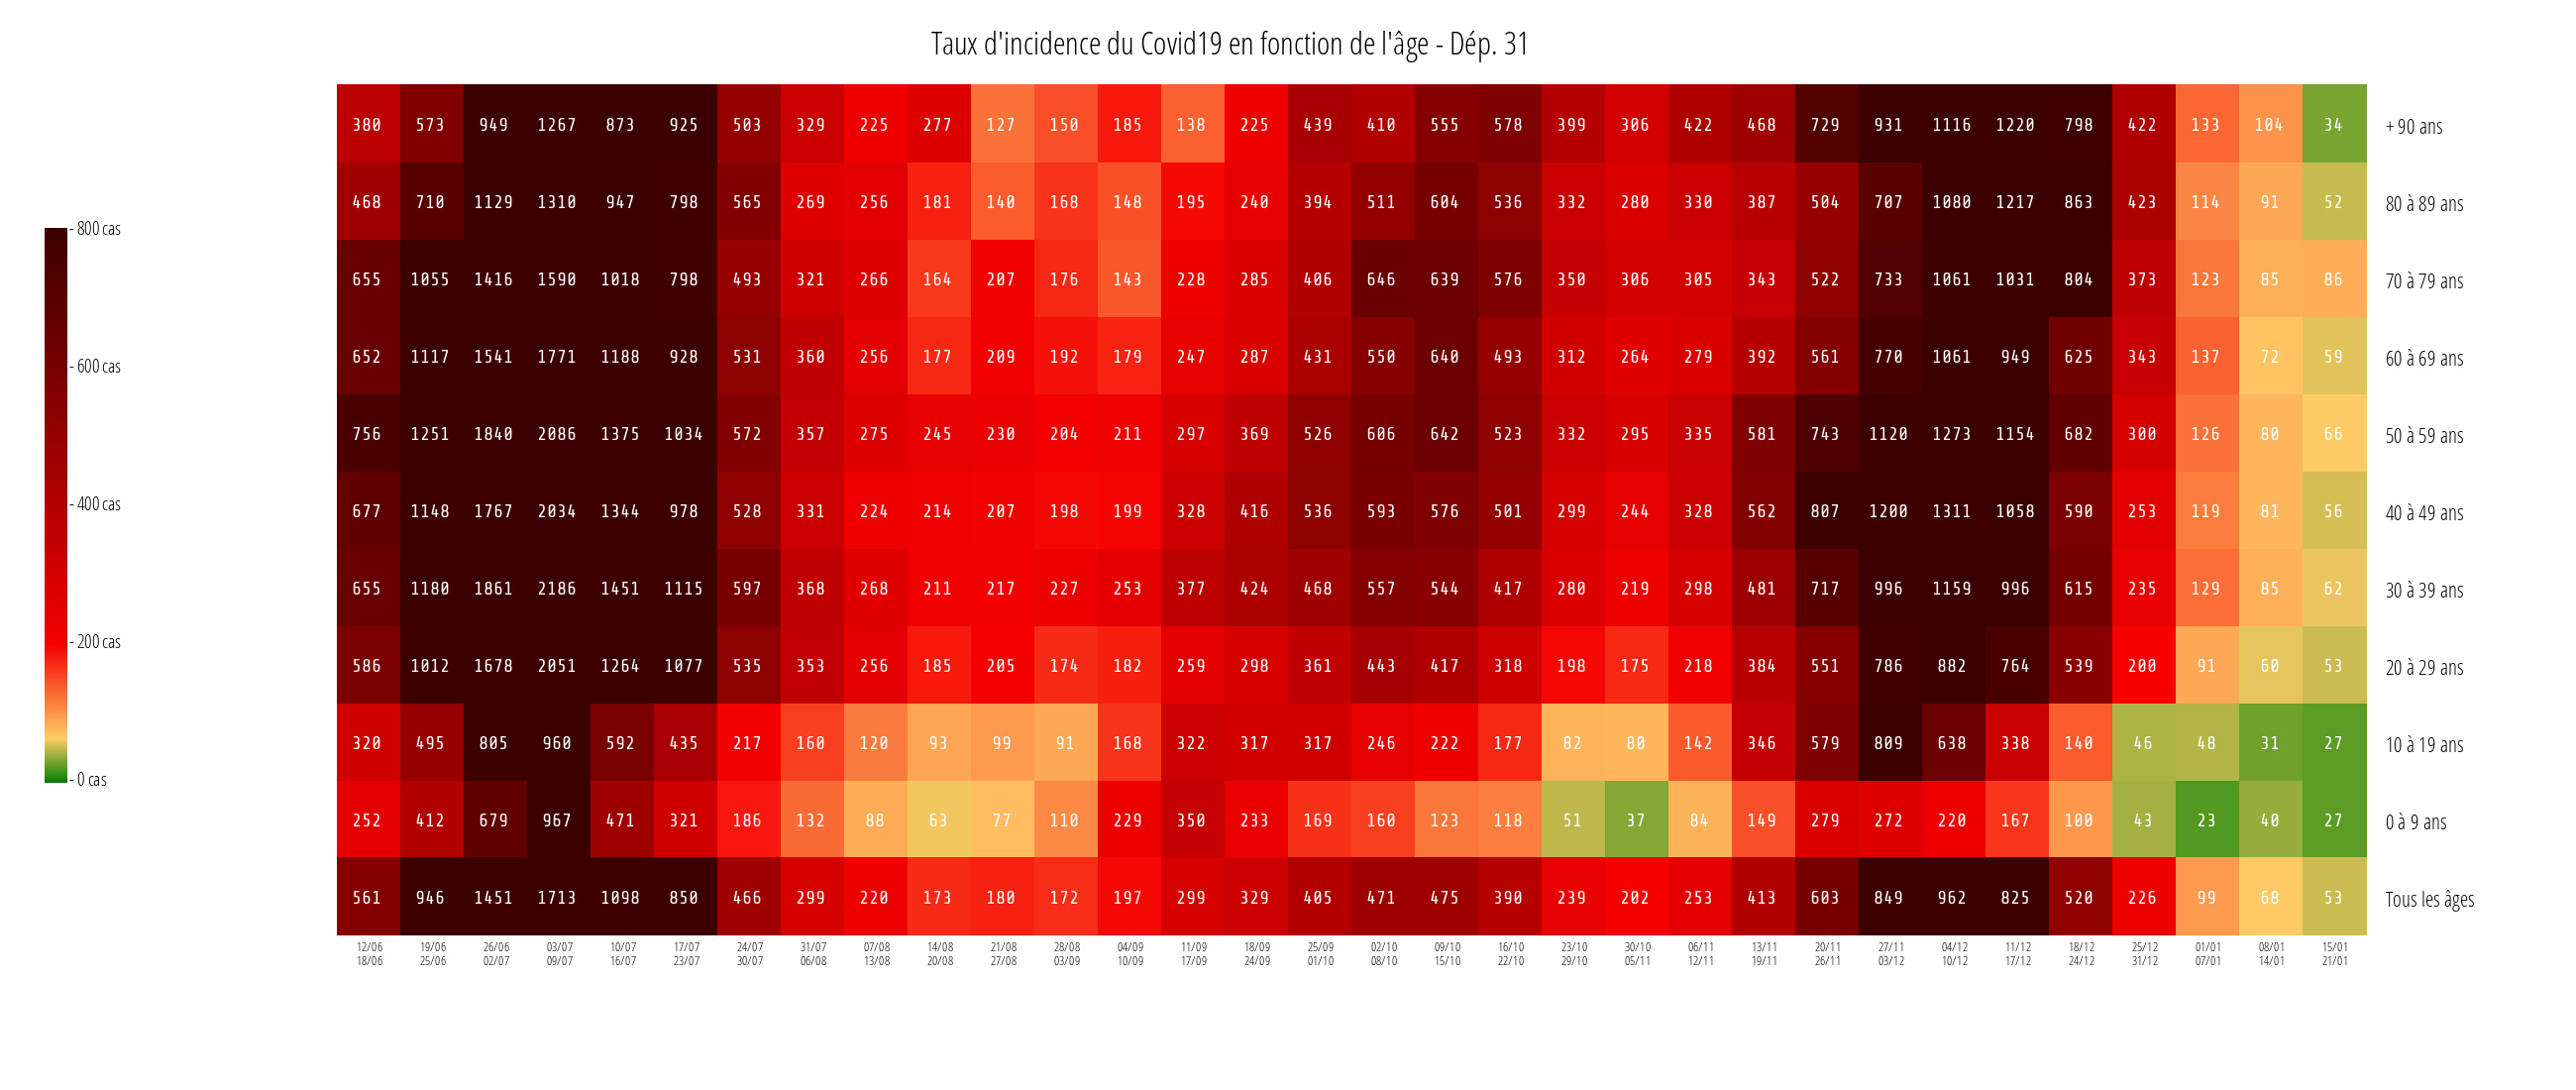 Taux d'incidence du Covid19 en fonction de l'âge - Dép. 31
380 573 949 1267 873 925 503 329 225 277 127 150 185 138 225 439 410 555 578 399 306 422 468 729 931 1116 1220 798 422 133 104 34 + 90 ans
468 710 1129 1310 947 798 565 269 256 181 140 168 148 195 240 394 511 604 536 332 280 330 387 504 707 1080 1217 863 423 114 91 52 80 à 89 ans
- 800 cas
655 1055 1416 1590 1018 798 493 321 266 164 207 176 143 228 285 406 646 639 576 350 306 305 343 522 733 1061 1031 804 373 123 85 86 70 à 79 ans
652 1117 1541 1771 1188 928 531 360 256 177 209 192 179 247 287 431 550 640 493 312 264 279 392 561 770 1061 949 625 343 137 72 59 60 à 69 ans
- 600 cas
756 1251 1840 2086 1375 1034 572 357 275 245 230 204 211 297 369 526 606 642 523 332 295 335 581 743 1120 1273 1154 682 300 126 80 66 50 à 59 ans
- 400 cas
677 1148 1767 2034 1344 978 528 331 224 214 207 198 199 328 416 536 593 576 501 299 244 328 562 807 1200 1311 1058 590 253 119 81 56 40 à 49 ans
655 1180 1861 2186 1451 1115 597 368 268 211 217 227 253 377 424 468 557 544 417 280 219 298 481 717 996 1159 996 615 235 129 85 62 30 à 39 ans
- 200 cas
586 1012 1678 2051 1264 1077 535 353 256 185 205 174 182 259 298 361 443 417 318 198 175 218 384 551 786 882 764 539 200 91 60 53 20 à 29 ans
320 495 805 960 592 435 217 160 120 93 99 91 168 322 317 317 246 222 177 82 80 142 346 579 809 638 338 140 46 48 31 27 10 à 19 ans
- 0 cas
252 412 679 967 471 321 186 132 88 63 77 110 229 350 233 169 160 123 118 51 37 84 149 279 272 220 167 100 43 23 40 27 0 à 9 ans
561 946 1451 1713 1098 850 466 299 220 173 180 172 197 299 329 405 471 475 390 239 202 253 413 603 849 962 825 520 226 99 68 53 Tous les âges
12/06 19/06 26/06 03/07 10/07 17/07 24/07 31/07 07/08 14/08 21/08 28/08 04/09 11/09 18/09 25/09 02/10 09/10 16/10 23/10 30/10 06/11 13/11 20/11 27/11 04/12 11/12 18/12 25/12 01/01 08/01 15/01
18/06 25/06 02/07 09/07 16/07 23/07 30/07 06/08 13/08 20/08 27/08 03/09 10/09 17/09 24/09 01/10 08/10 15/10 22/10 29/10 05/11 12/11 19/11 26/11 03/12 10/12 17/12 24/12 31/12 07/01 14/01 21/01